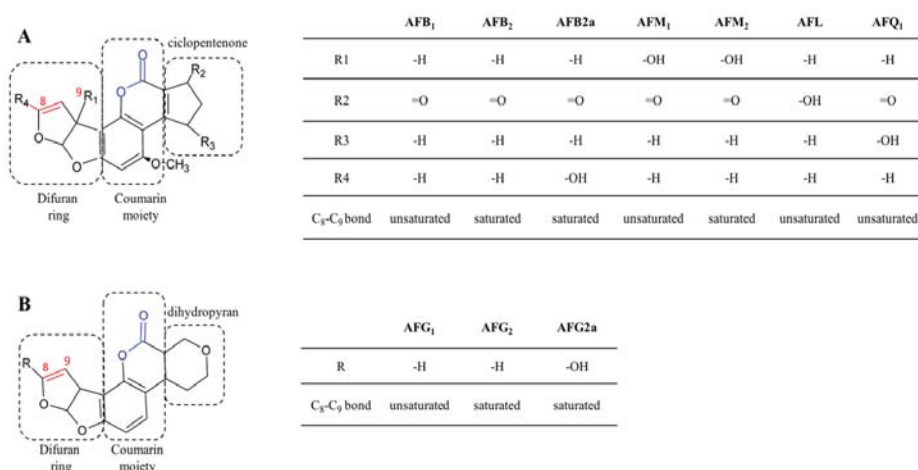 A
ciclopentenone
O
R2
O
9
8
R4
R1
R3
O
O
O-CH3
Difuran
ring
Coumarin
moiety
AFB1 AFB2 AFB2a AFM1 AFM2 AFL AFQ1
R1 -H -H -H -OH -OH -H -H
R2 =O =O =O =O =O -OH =O
R3 -H -H -H -H -H -H -OH
R4 -H -H -OH -H -H -H -H
C8-C9 bond unsaturated saturated saturated unsaturated saturated unsaturated unsaturated
B
dihydropyran
O
O
O
R
8
9
O
O
Difuran
ring
Coumarin
moiety
AFG1 AFG2 AFG2a
R -H -H -OH
C8-C9 bond unsaturated saturated saturated